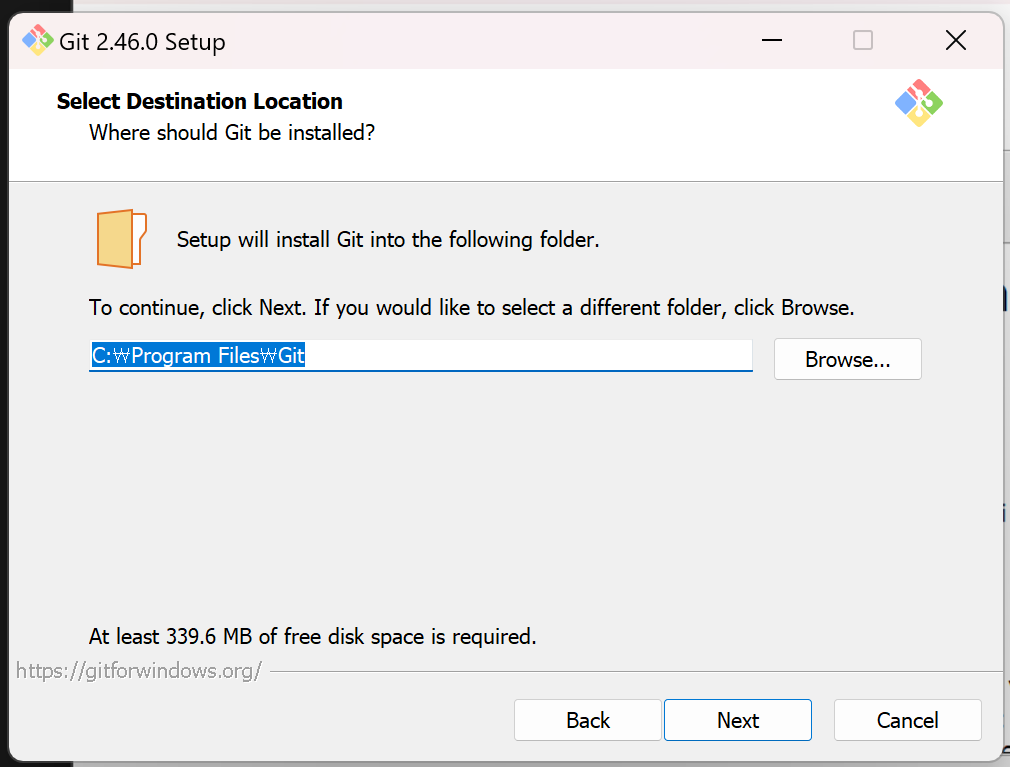 Git 2.46.0 Setup
Select Destination Location
Where should Git be installed?
Setup will install Git into the following folder.
To continue, click Next. If you would like to select a different folder, click Browse.
C:₩Program Files₩Git
Browse...
At least 339.6 MB of free disk space is required.
https://gitforwindows.org/
Back
Next
Cancel